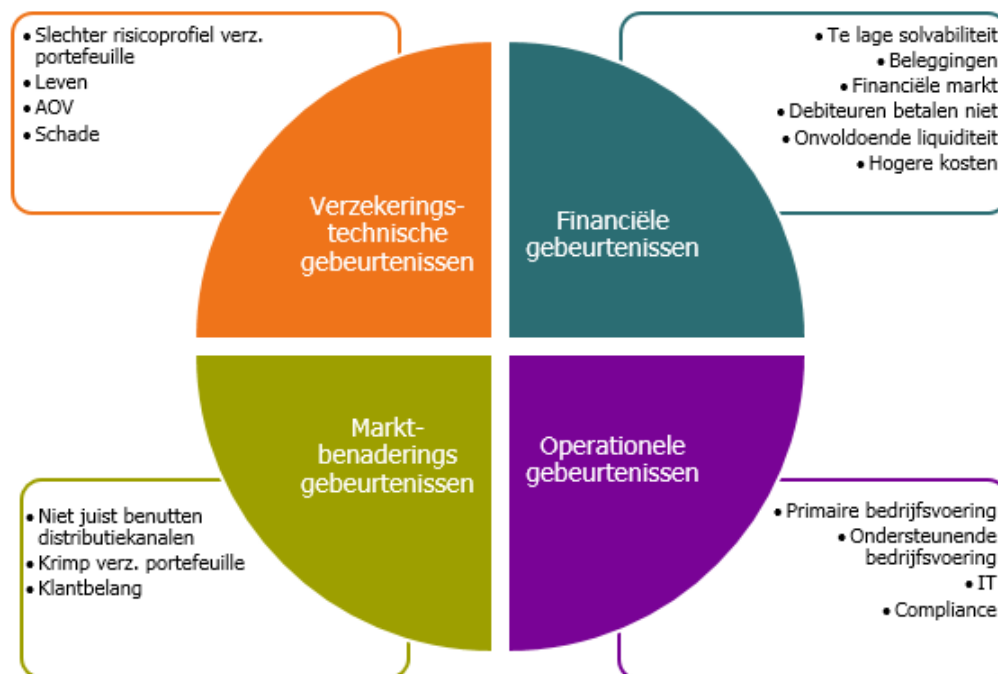 • Slechter risicoprofiel verz.
portefeuille
• Leven
• AOV
• Schade
• Te lage solvabiliteit
• Beleggingen
• Financiële markt
• Debiteuren betalen niet
• Onvoldoende liquiditeit
• Hogere kosten
Verzekerings-
technische
gebeurtenissen
Financiële
gebeurtenissen
Markt-
benaderings
gebeurtenissen
Operationele
gebeurtenissen
• Niet juist benutten
distributiekanalen
• Krimp verz. portefeuille
• Klantbelang
• Primaire bedrijfsvoering
• Ondersteunende
bedrijfsvoering
• IT
• Compliance